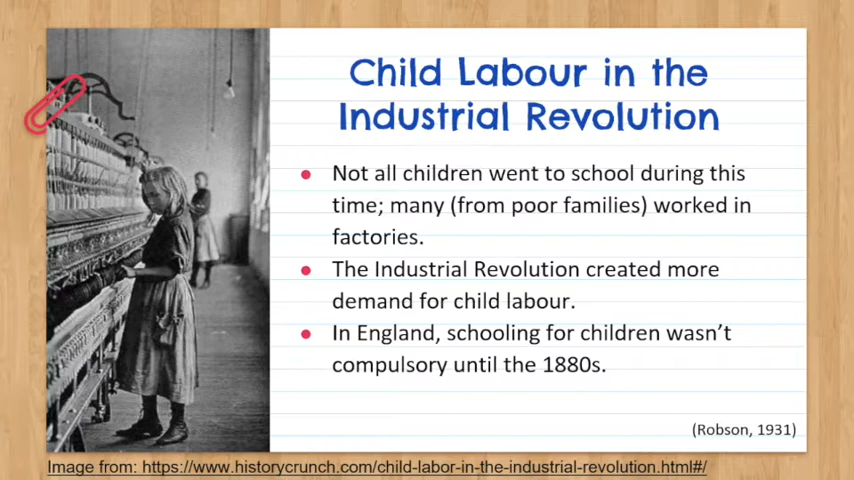 Child Labour in the
Industrial Revolution
Not all children went to school during this
time; many (from poor families) worked in
factories.
The Industrial Revolution created more
demand for child labour.
In England, schooling for children wasn't
compulsory until the 1880s.
(Robson, 1931)
Image from: https://www.historycrunch.com/child-labor-in-the-industrial-revolution.html#/